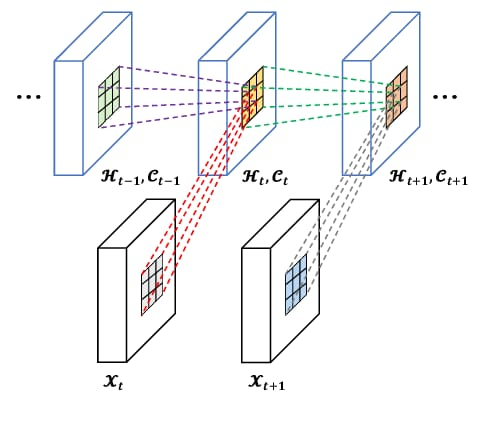 ... ...
𝓗ₜ₋₁, 𝓒ₜ₋₁ 𝓗ₜ, 𝓒ₜ 𝓗ₜ₊₁, 𝓒ₜ₊₁
𝓧ₜ 𝓧ₜ₊₁